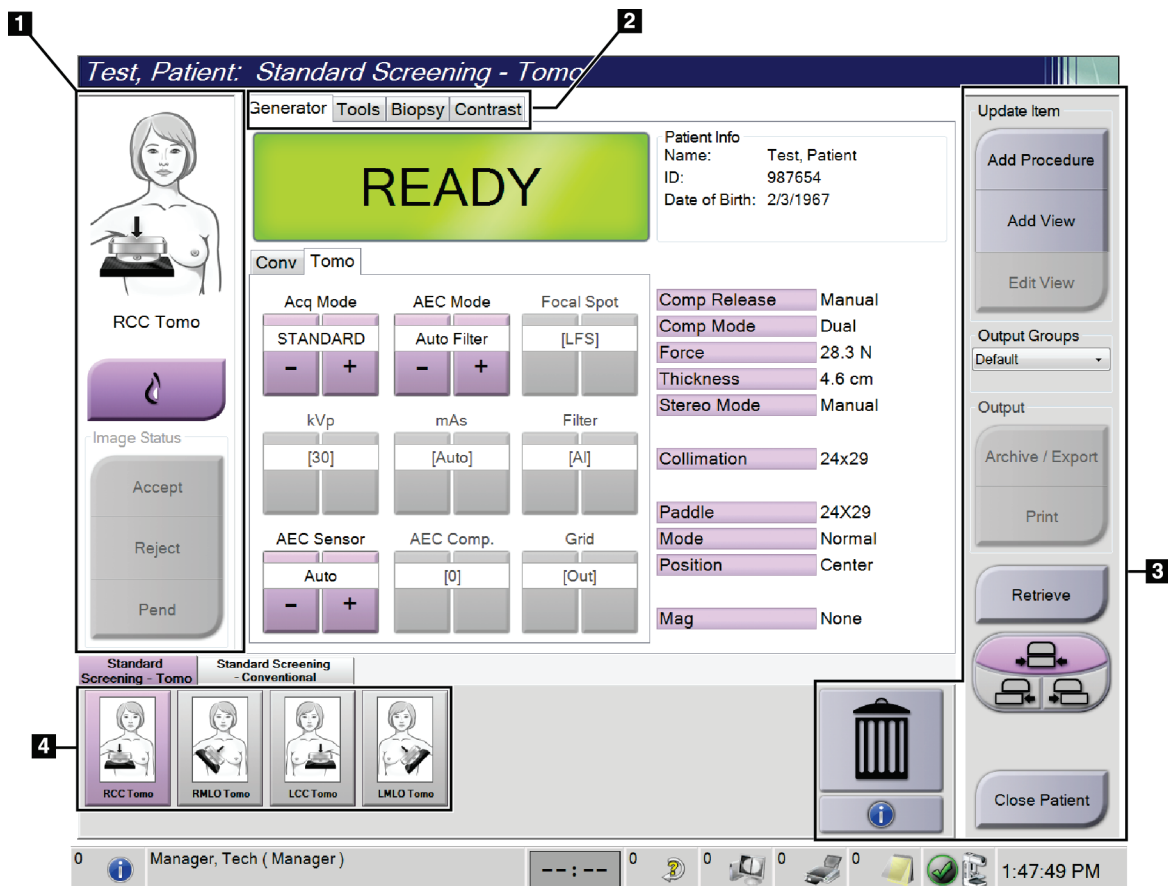 1
2
Test, Patient: Standard Screening - Tomo
Generator Tools Biopsy Contrast
READY
Patient Info
Name: Test, Patient
ID: 987654
Date of Birth: 2/3/1967
RCC Tomo
Image Status
Accept
Reject
Pend
Conv Tomo
Acq Mode AEC Mode Focal Spot
STANDARD Auto Filter [LFS]
- + - +
kVp mAs Filter
[30] [Auto] [Al]
AEC Sensor AEC Comp. Grid
Auto [0] [Out]
- +
Comp Release Manual
Comp Mode Dual
Force 28.3 N
Thickness 4.6 cm
Stereo Mode Manual
Collimation 24x29
Paddle 24X29
Mode Normal
Position Center
Mag None
Update Item
Add Procedure
Add View
Edit View
Output Groups
Default
Output
Archive / Export
Print
3
Retrieve
Close Patient
Standard
Screening - Tomo
Standard Screening
- Conventional
4
RCC Tomo RMLO Tomo LCC Tomo LMLO Tomo
0 Manager, Tech ( Manager ) --:-- 0 0 0 0 1:47:49 PM